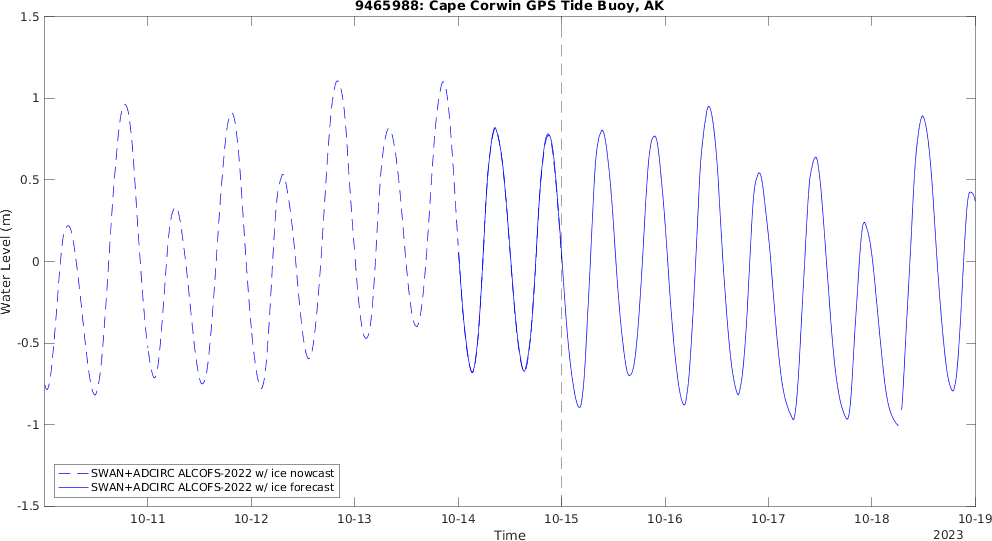 9465988: Cape Corwin GPS Tide Buoy, AK
1.5
1
0.5
0
-0.5
-1
-1.5
Water Level (m)
SWAN+ADCIRC ALCOFS-2022 w/ ice nowcast
SWAN+ADCIRC ALCOFS-2022 w/ ice forecast
10-11 10-12 10-13 10-14 10-15 10-16 10-17 10-18 10-19
Time
2023